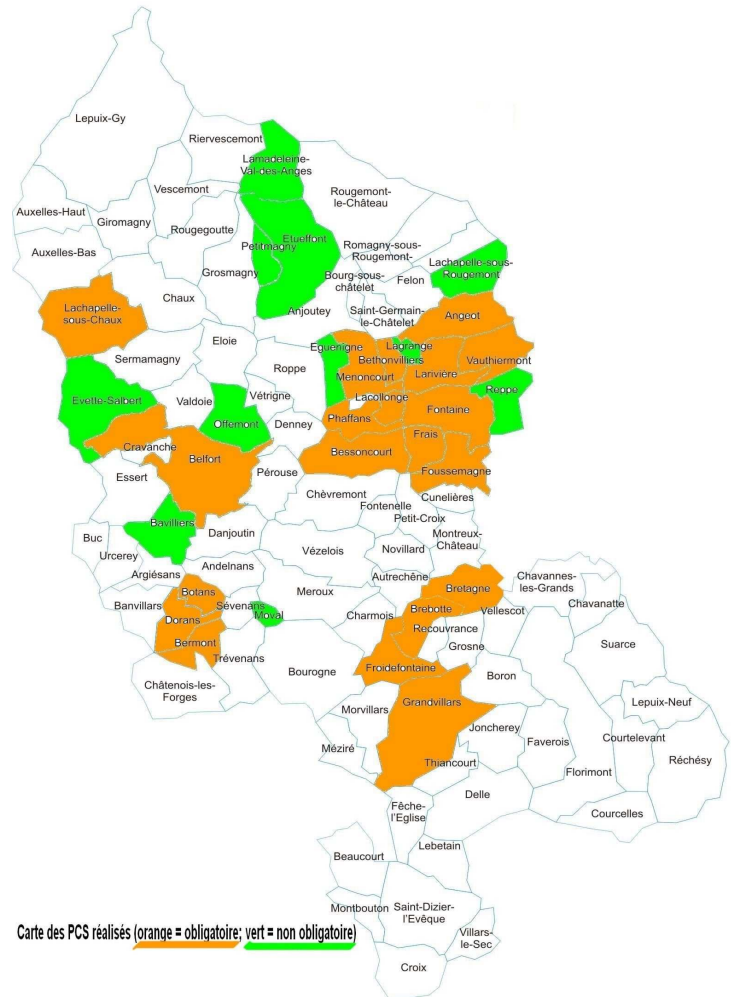 Lepuix-Gy
Riervescemont
Lamadeleine-
Val-des-Anges
Rougemont-
le-Château
Vescemont
Auxelles-Haut
Giromagny
Rougegoutte
Etueffont
Petitmagny
Romagny-sous-
Rougemont-
Auxelles-Bas
Grosmagny
Bourg-sous-
châtelet
Felon
Lachapelle-sous-
Rougemont
Chaux
Anjoutey
Saint-Germain-
le-Châtelet
Angeot
Lachapelle-
sous-Chaux
Eloie
Eguenigne
Lagrange
Bethonvilliers
Vauthiermont
Sermamagny
Roppe
Menoncourt
Larivière
Reppe
Evette-Salbert
Valdoie
Vétrigne
Lacollonge
Fontaine
Offemont
Denney
Phaffans
Frais
Cravanche
Belfort
Bessoncourt
Essert
Pérouse
Foussemagne
Chèvremont
Cunelières
Fontenelle
Petit-Croix
Bavilliers
Danjoutin
Montreux-
Château
Buc
Urcerey
Vézelois
Novillard
Argiésans
Andelnans
Autrechêne
Chavannes-
les-Grands
Botans
Meroux
Bretagne
Banvillars
Sévenans
Moval
Charmois
Brebotte
Vellescot
Chavanatte
Dorans
Recouvrance
Bermont
Grosne
Suarce
Trévenans
Bourogne
Froidefontaine
Boron
Châtenois-les-
Forges
Grandvillars
Lepuix-Neuf
Morvillars
Joncherey
Faverois
Courtelevant
Méziré
Thiancourt
Réchésy
Florimont
Delle
Fêche-
l'Eglise
Courcelles
Lebetain
Beaucourt
Montbouton
Saint-Dizier-
l'Evêque
Villars-
le-Sec
Croix
Carte des PCS réalisés (orange = obligatoire; vert = non obligatoire)